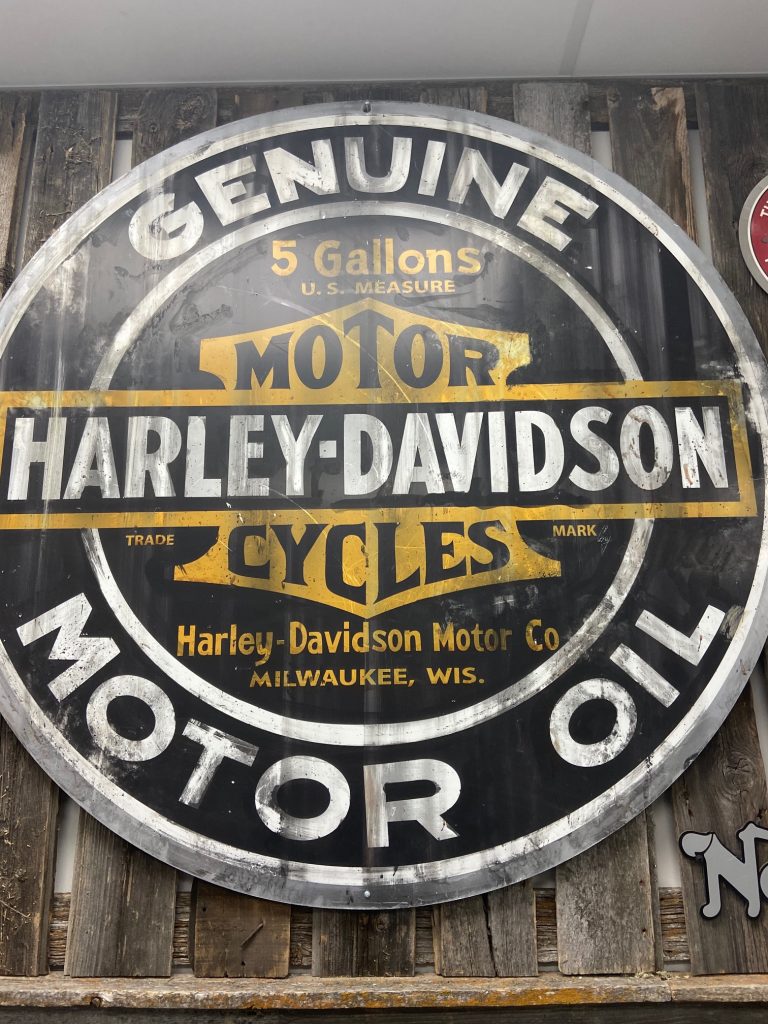 GENUINE
5 Gallons
U. S. MEASURE
MOTOR
HARLEY-DAVIDSON
TRADE MARK
CYCLES
Harley-Davidson Motor Co
MILWAUKEE, WIS.
MOTOR OIL